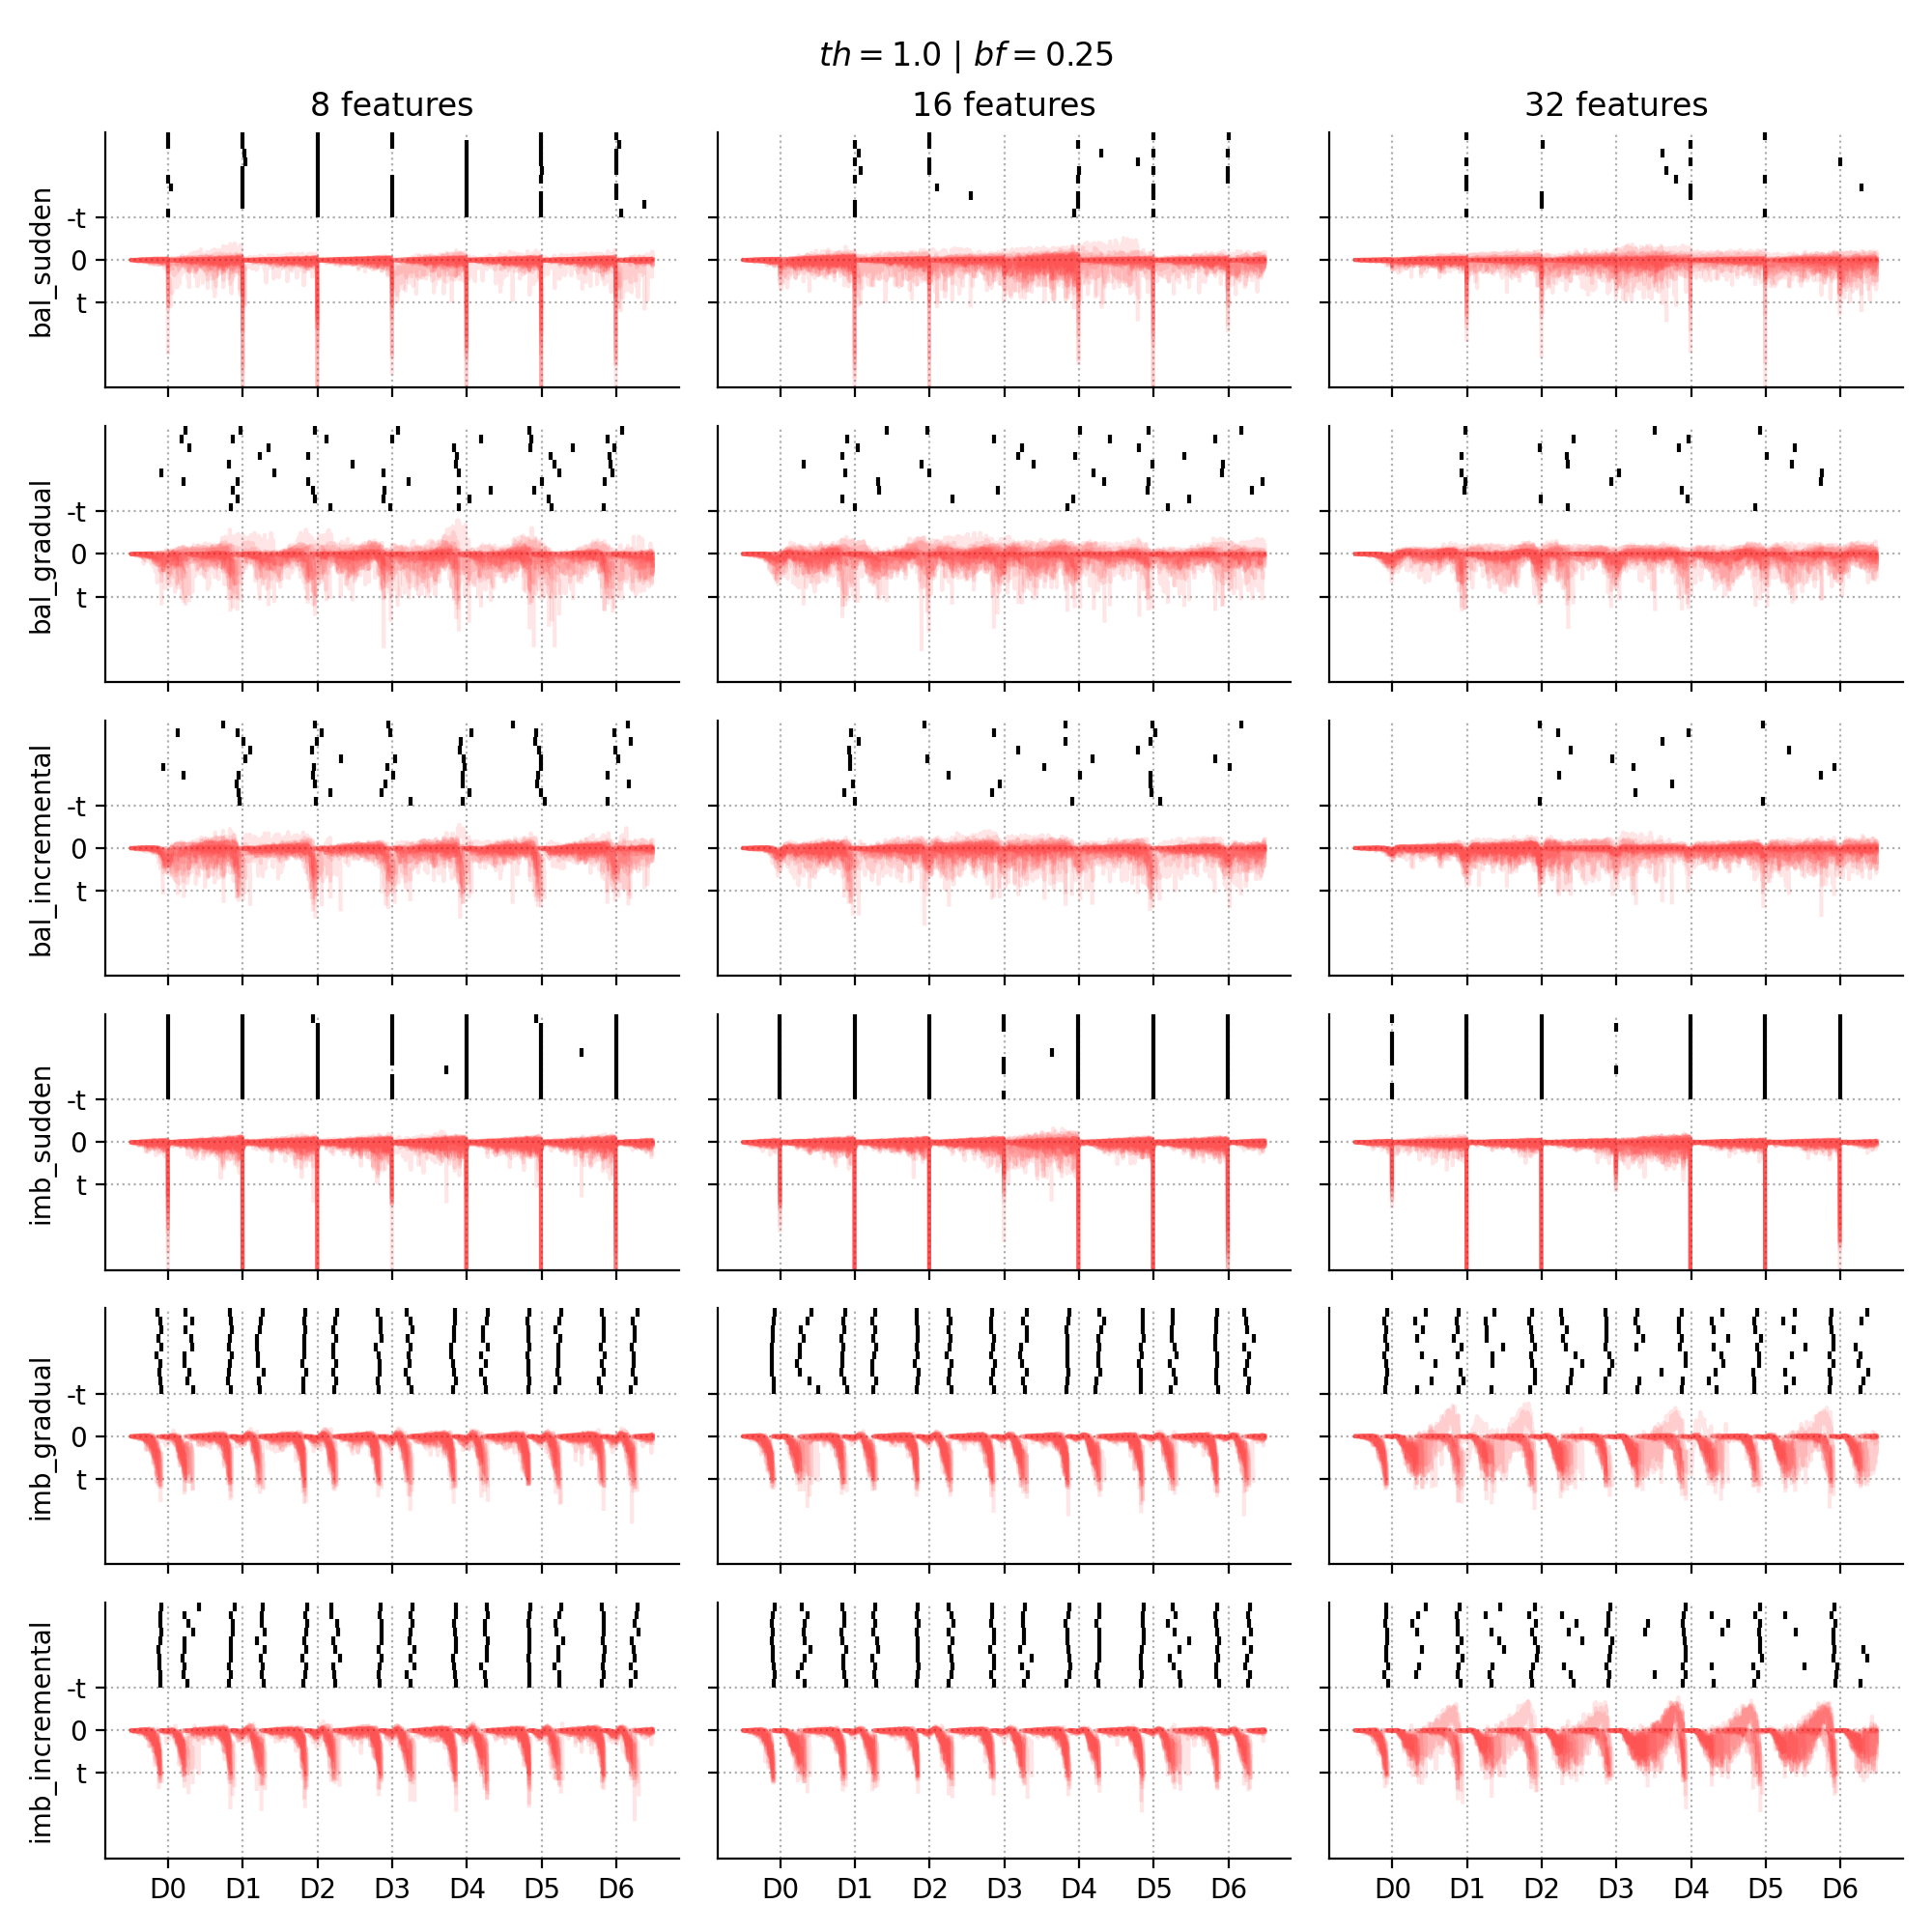 th = 1.0 | bf = 0.25
8 features
16 features
32 features
bal_sudden
-t
0
t
bal_gradual
-t
0
t
bal_incremental
-t
0
t
imb_sudden
-t
0
t
imb_gradual
-t
0
t
imb_incremental
-t
0
t
D0 D1 D2 D3 D4 D5 D6
D0 D1 D2 D3 D4 D5 D6
D0 D1 D2 D3 D4 D5 D6